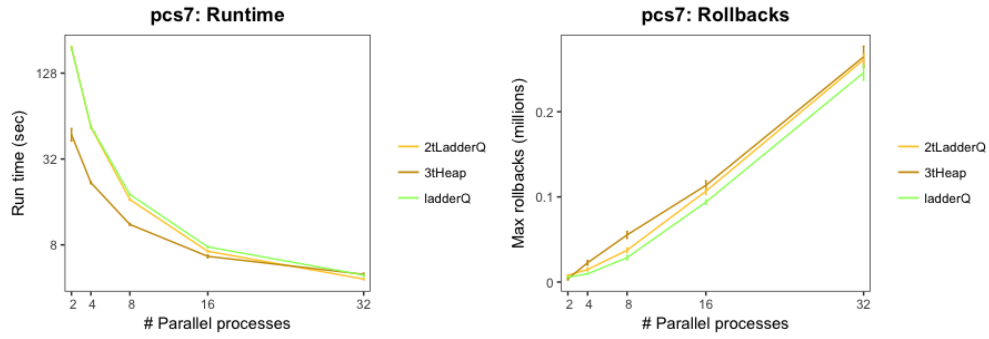 pcs7: Runtime
Run time (sec)
128
32
8
2 4 8 16 32
# Parallel processes
2tLadderQ
3tHeap
ladderQ
pcs7: Rollbacks
Max rollbacks (millions)
0.2
0.1
0
2 4 8 16 32
# Parallel processes
2tLadderQ
3tHeap
ladderQ